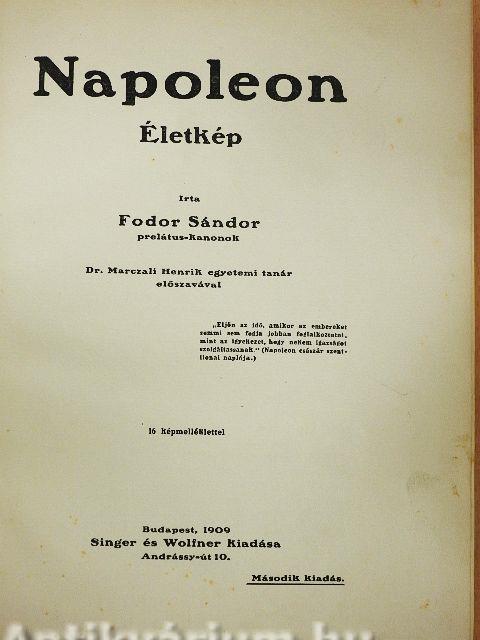 Napoleon
Életkép
Irta
Fodor Sándor
prelátus-kanonok
Dr. Marczali Henrik egyetemi tanár
előszavával
„Eljön az idő, amikor az embereket
semmi sem fogja jobban foglalkoztatni,
mint az igyekezet, hogy nekem igazságot
szolgáltassanak.“ (Napoleon császár szent-
ilonai naplója.)
16 képmelléklettel
Budapest, 1909
Singer és Wolfner kiadása
Andrássy-út 10.
Második kiadás.
Antikvárium.hu